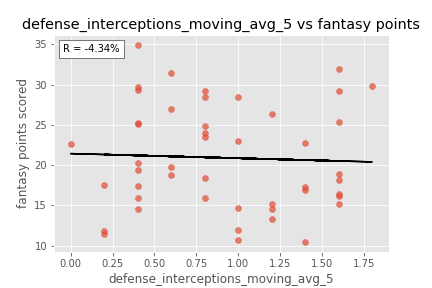 defense_interceptions_moving_avg_5 vs fantasy points
R = -4.34%
fantasy points scored
35
30
25
20
15
10
0.00 0.25 0.50 0.75 1.00 1.25 1.50 1.75
defense_interceptions_moving_avg_5